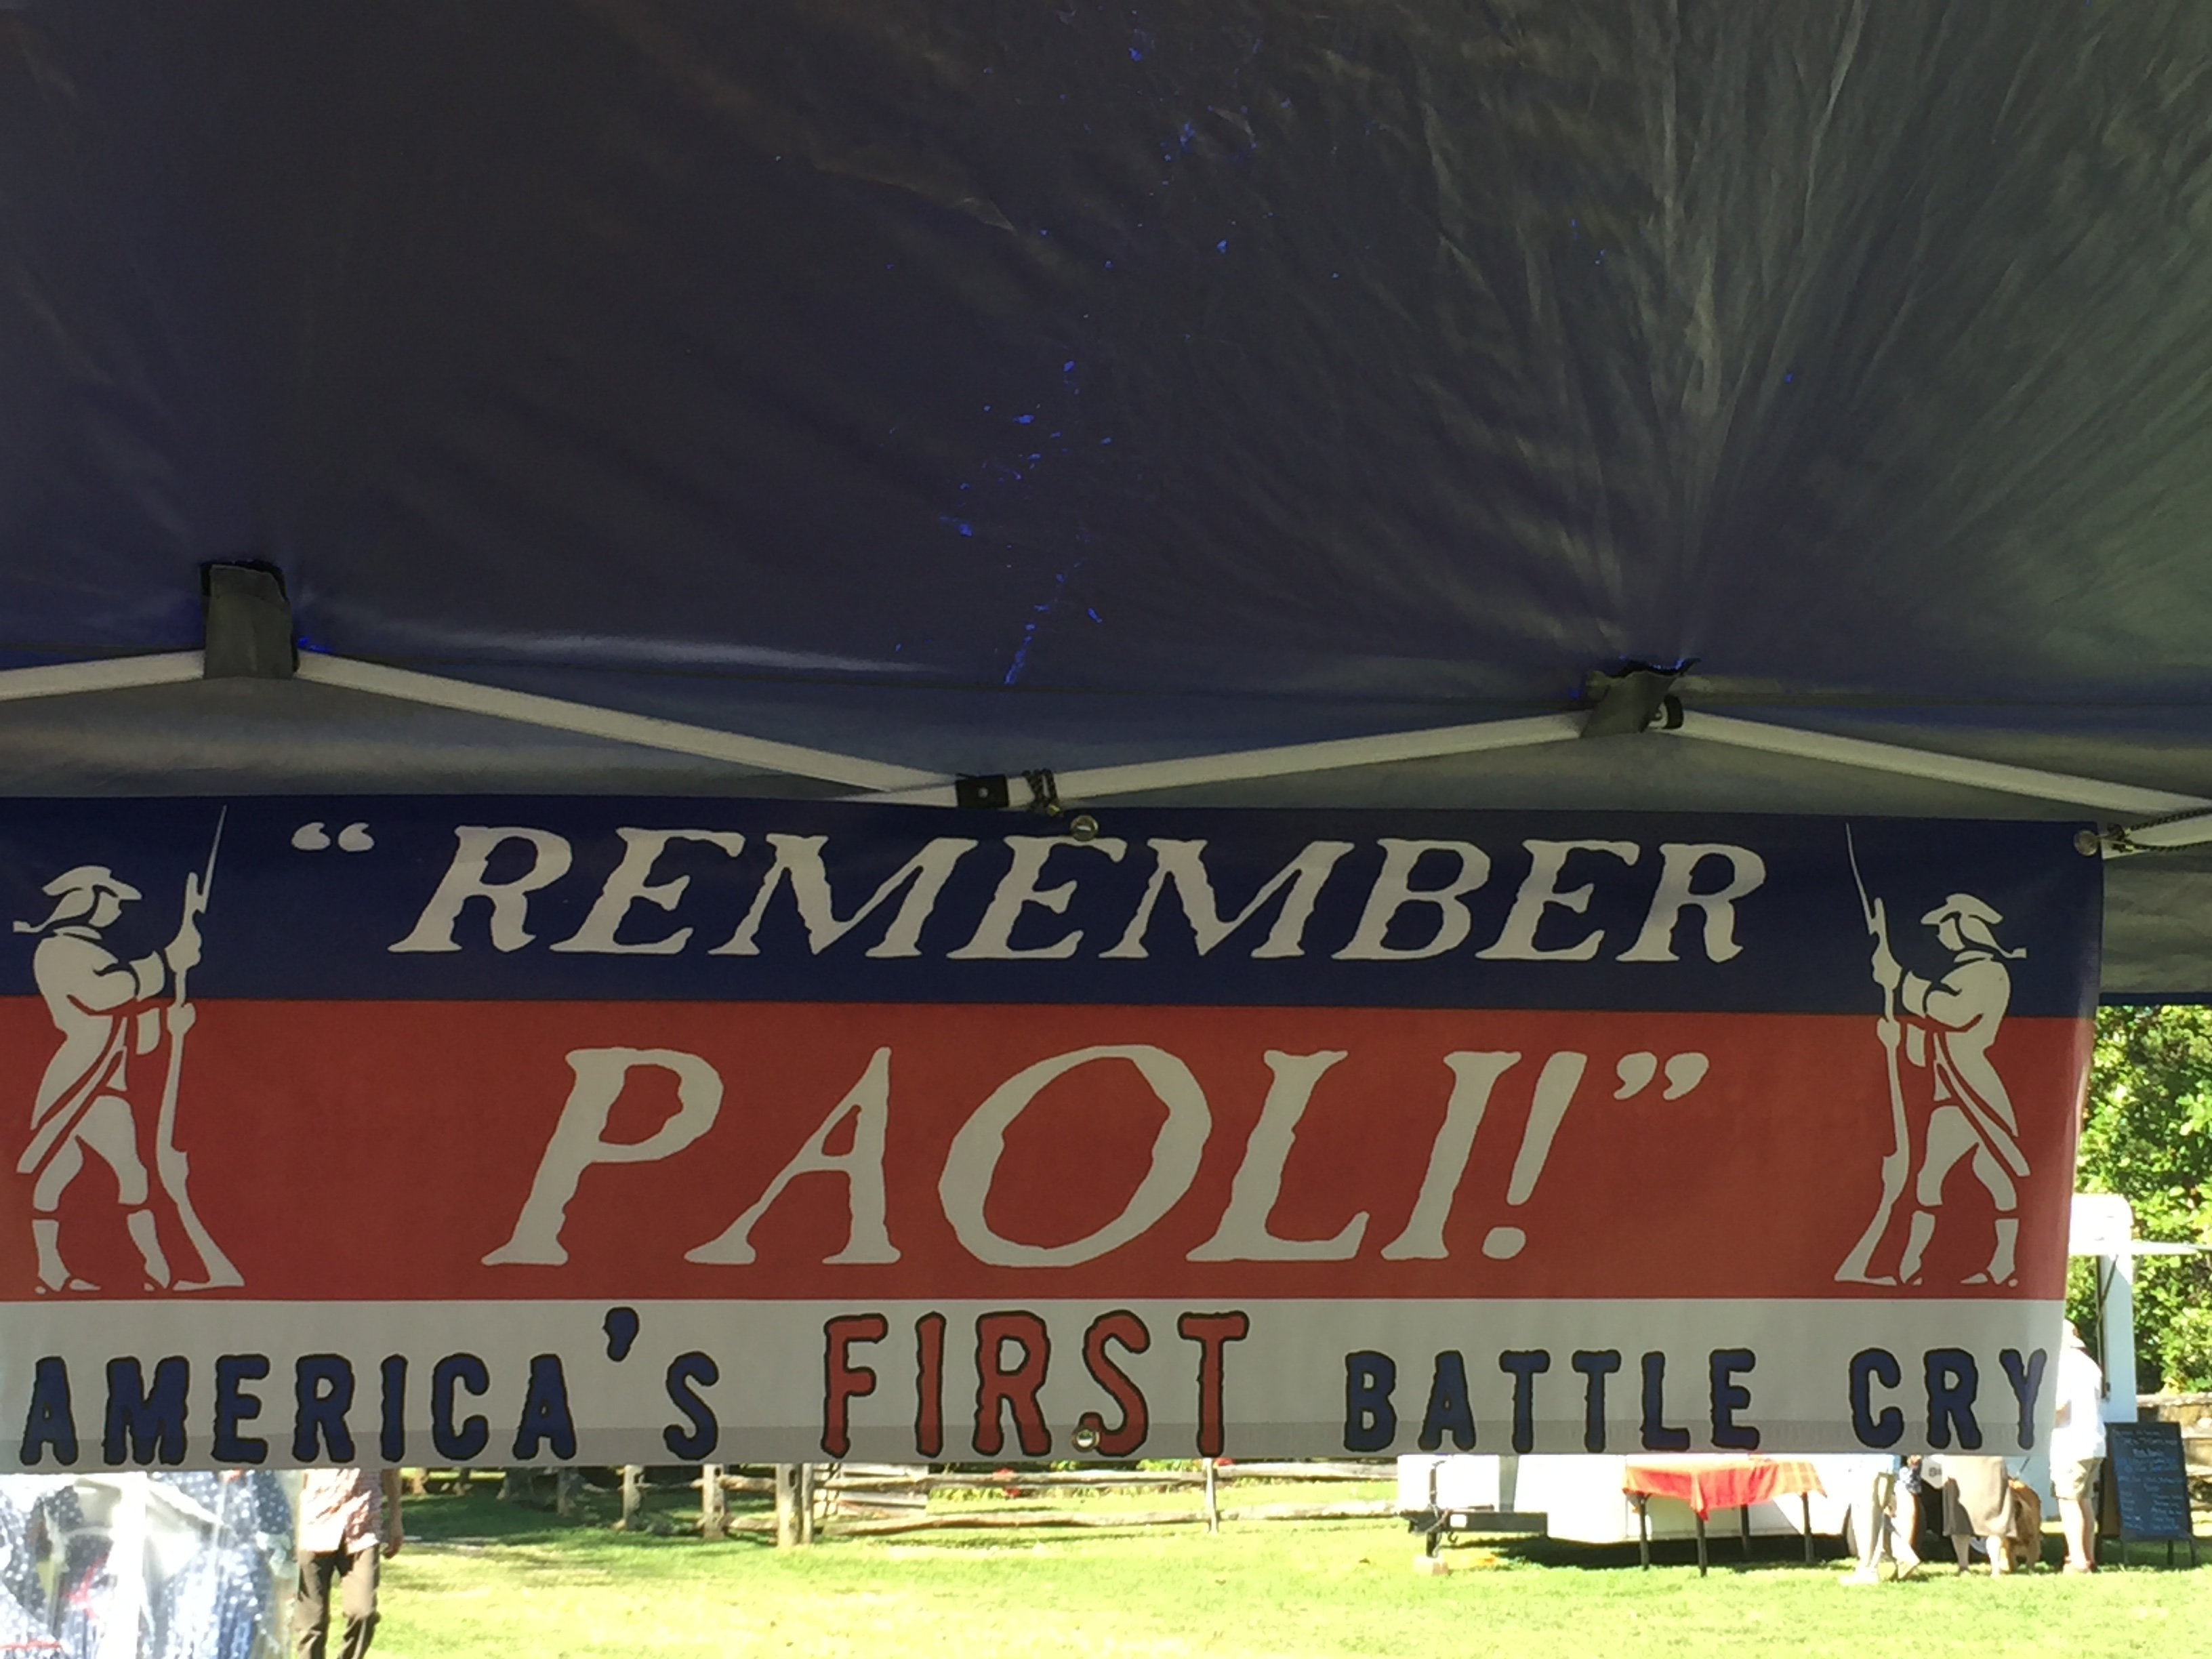 “REMEMBER
PAOLI!”
AMERICA’S FIRST BATTLE CRY